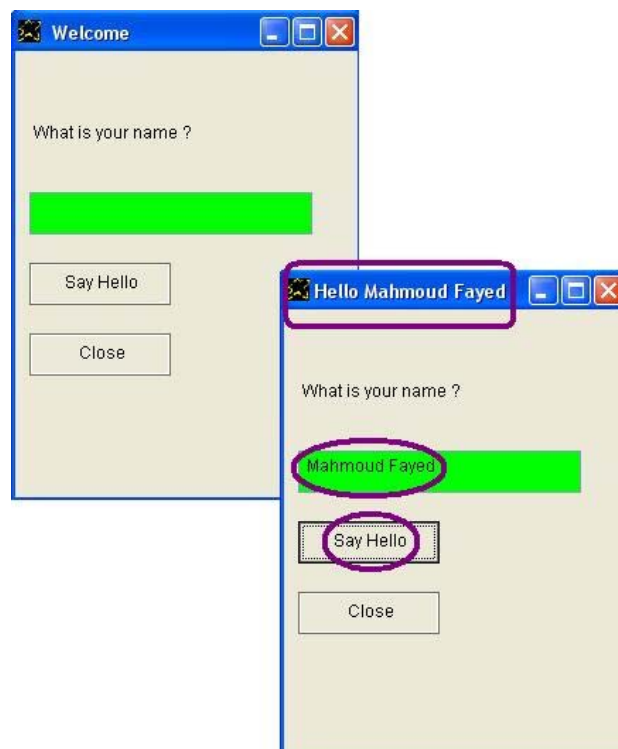 Welcome
What is your name ?
Say Hello
Close
Hello Mahmoud Fayed
What is your name ?
Mahmoud Fayed
Say Hello
Close